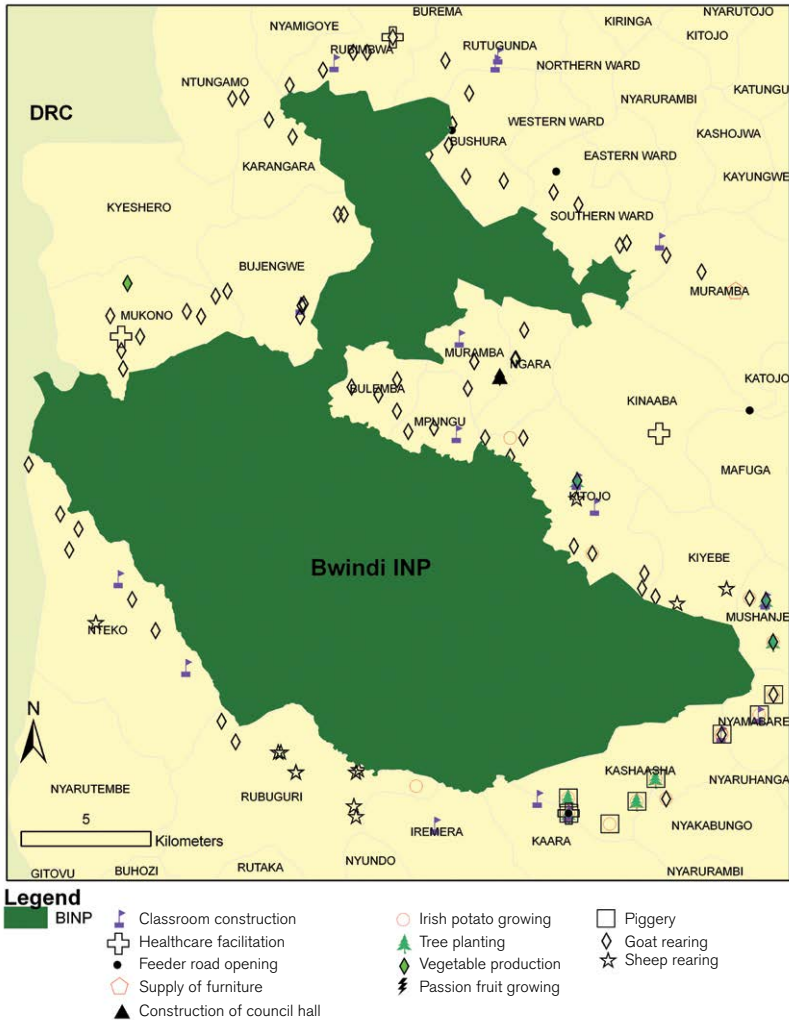 BUREMA
NYARUTOJO
NYAMIGOYE
KIRINGA
KITOJO
RUBIMBWA
RUTUGUNDA
NORTHERN WARD
NTUNGAMO
KATUNGU
NYARURAMBI
DRC
WESTERN WARD
KASHOJWA
BUSHURA
EASTERN WARD
KARANGARA
KAYUNGWE
KYESHERO
SOUTHERN WARD
BUJENGWE
MURAMBA
MUKONO
MURAMBA
NGARA
KATOJO
BULEMBA
KINAABA
MPUNGU
MAFUGA
KITOJO
KIYEBE
Bwindi INP
MUSHANJE
NTEKO
N
NYAMABARE
KASHAASHA
NYARUHANGA
NYARUTEMBE
RUBUGURI
5
Kilometers
IREMERA
KAARA
NYAKABUNGO
NYUNDO
GITOVU
BUHOZI
RUTAKA
NYARURAMBI
Legend
BINP
Classroom construction
Healthcare facilitation
Feeder road opening
Supply of furniture
Construction of council hall
Irish potato growing
Tree planting
Vegetable production
Passion fruit growing
Piggery
Goat rearing
Sheep rearing